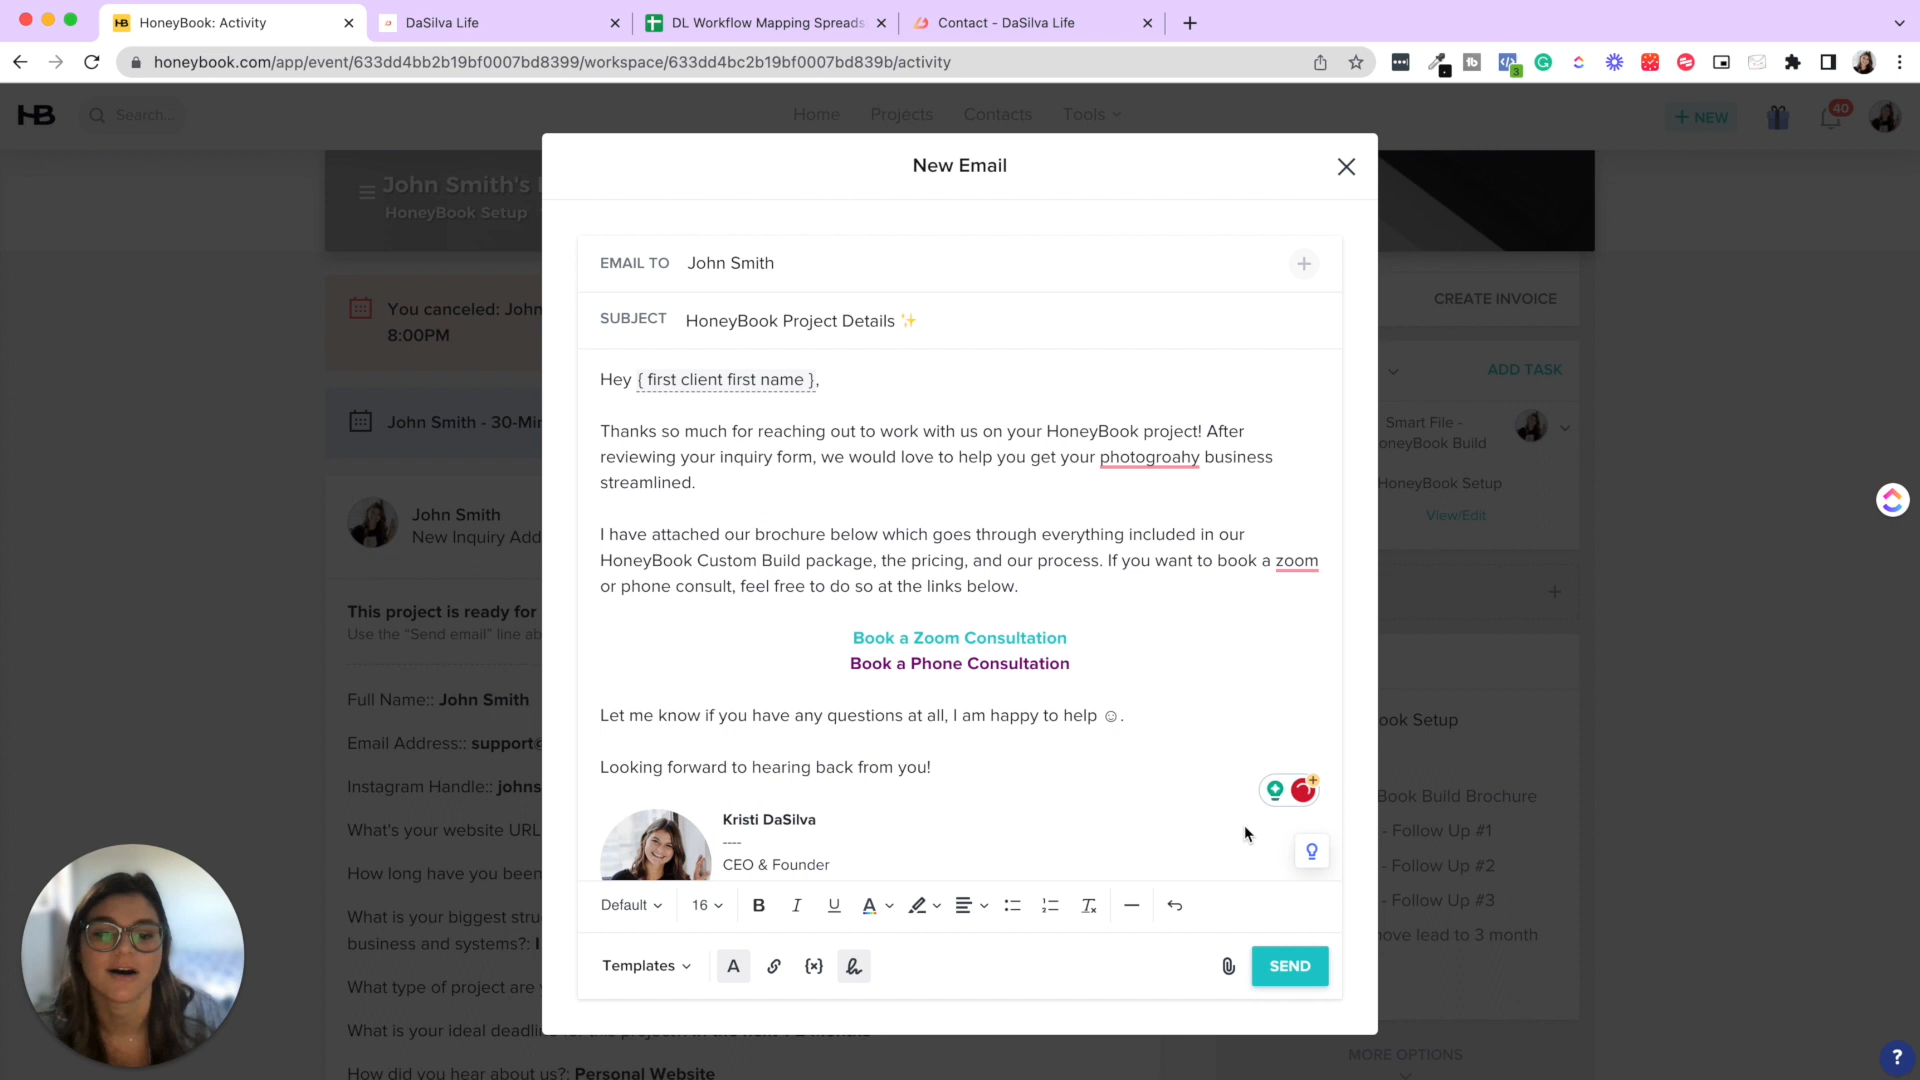 HoneyBook: Activity
DaSilva Life
DL Workflow Mapping Spreads
Contact - DaSilva Life
honeybook.com/app/event/633dd4bb2b19bf0007bd8399/workspace/633dd4bc2b19bf0007bd839b/activity
3
HB
Search...
Home
Projects
Contacts
Tools
+ NEW
40
John Smith's
HoneyBook Setup
You canceled: John
8:00PM
John Smith - 30-Min
John Smith
New Inquiry Add
This project is ready for
Use the “Send email” line ab
Full Name:: John Smith
Email Address:: support@
Instagram Handle:: johns
What's your website URL
How long have you been
What is your biggest stru
business and systems?: I
What type of project are y
What is your ideal deadli
How did you hear about us?: Personal Website
New Email
EMAIL TO John Smith
SUBJECT HoneyBook Project Details ✨
Hey { first client first name },
Thanks so much for reaching out to work with us on your HoneyBook project! After
reviewing your inquiry form, we would love to help you get your photogroahy business
streamlined.
I have attached our brochure below which goes through everything included in our
HoneyBook Custom Build package, the pricing, and our process. If you want to book a zoom
or phone consult, feel free to do so at the links below.
Book a Zoom Consultation
Book a Phone Consultation
Let me know if you have any questions at all, I am happy to help ☺.
Looking forward to hearing back from you!
Kristi DaSilva
----
CEO & Founder
Default
16
B I U A
Templates
A
{x}
SEND
CREATE INVOICE
ADD TASK
Smart File -
oneyBook Build
HoneyBook Setup
View/Edit
ook Setup
Book Build Brochure
- Follow Up #1
- Follow Up #2
- Follow Up #3
ove lead to 3 month
MORE OPTIONS
?